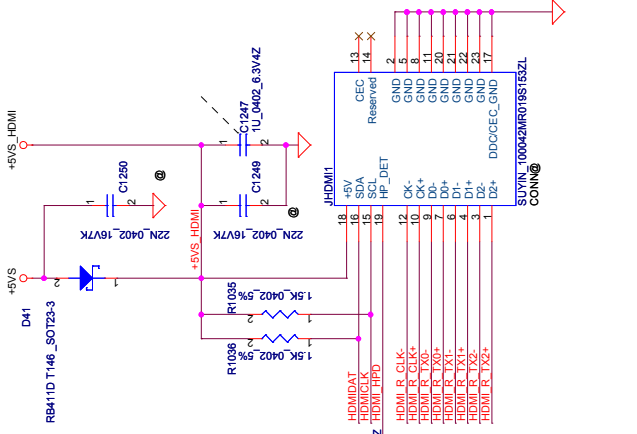 +5VS_HDMI
C1250
@
22N_0402_16V7K
+5VS
2
1
D41
RB411D T146 _SOT23-3
C1247
1U_0402_6.3V4Z
1
2
C1249
1
2
@
22N_0402_16V7K
1
2
+5VS_HDMI
R1035
1.5K_0402_5%
2
1
R1036
1.5K_0402_5%
2
1
JHDMI1
18 +5V
16 SDA
15 SCL
19 HP_DET
12 CK-
10 CK+
9 D0-
7 D0+
6 D1-
4 D1+
3 D2-
1 D2+
13 CEC
14 Reserved
2 GND
5 GND
8 GND
11 GND
20 GND
21 GND
22 GND
23 GND
17 DDC/CEC_GND
SUYIN_100042MR019S153ZL
CONN@
HDMIDAT
HDMICLK
HDMI_HPD
HDMI_R_CLK-
HDMI_R_CLK+
HDMI_R_TX0-
HDMI_R_TX0+
HDMI_R_TX1-
HDMI_R_TX1+
HDMI_R_TX2-
HDMI_R_TX2+
Z